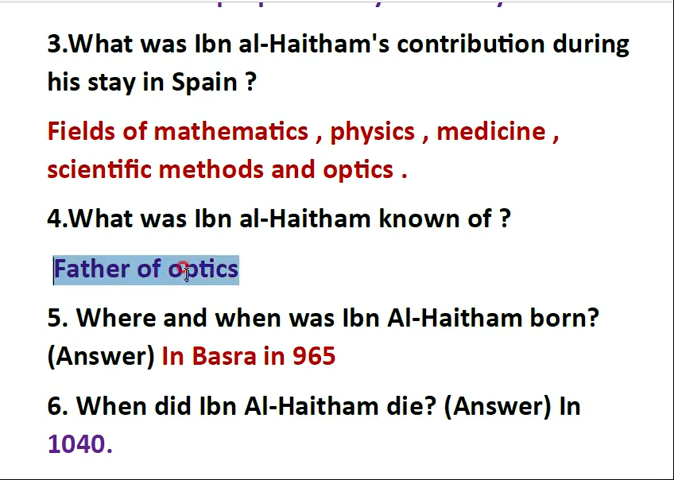 3.What was Ibn al-Haitham's contribution during
his stay in Spain ?
Fields of mathematics , physics , medicine ,
scientific methods and optics .
4.What was Ibn al-Haitham known of ?
Father of optics
5. Where and when was Ibn Al-Haitham born?
(Answer) In Basra in 965
6. When did Ibn Al-Haitham die? (Answer) In
1040.